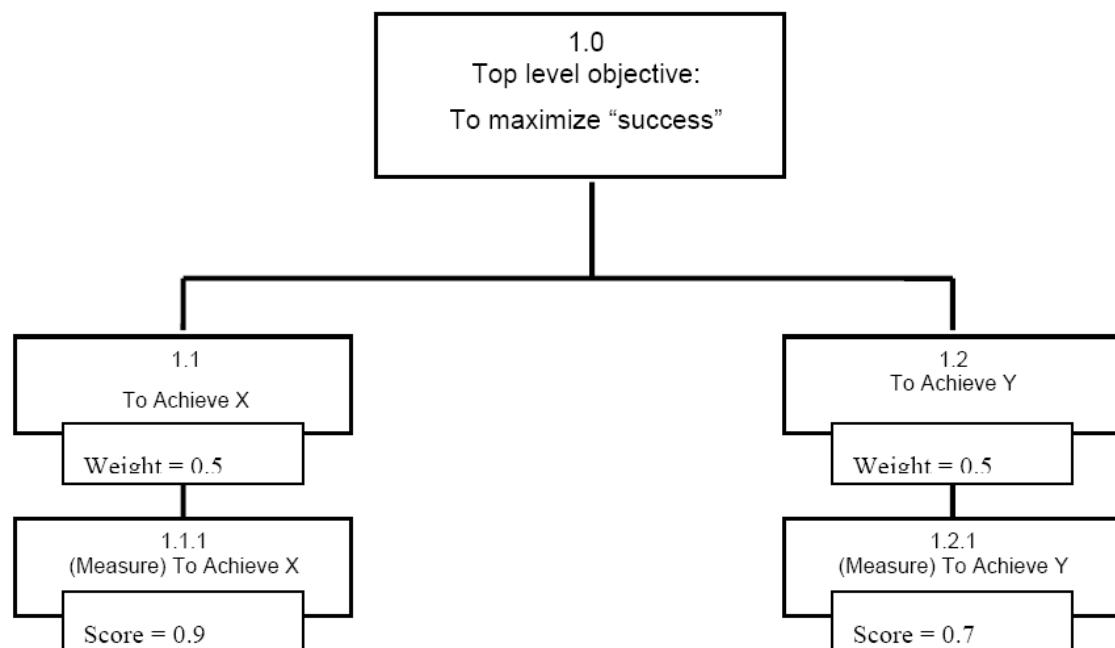 1.0
Top level objective:
To maximize “success”
1.1
To Achieve X
Weight = 0.5
1.2
To Achieve Y
Weight = 0.5
1.1.1
(Measure) To Achieve X
Score = 0.9
1.2.1
(Measure) To Achieve Y
Score = 0.7